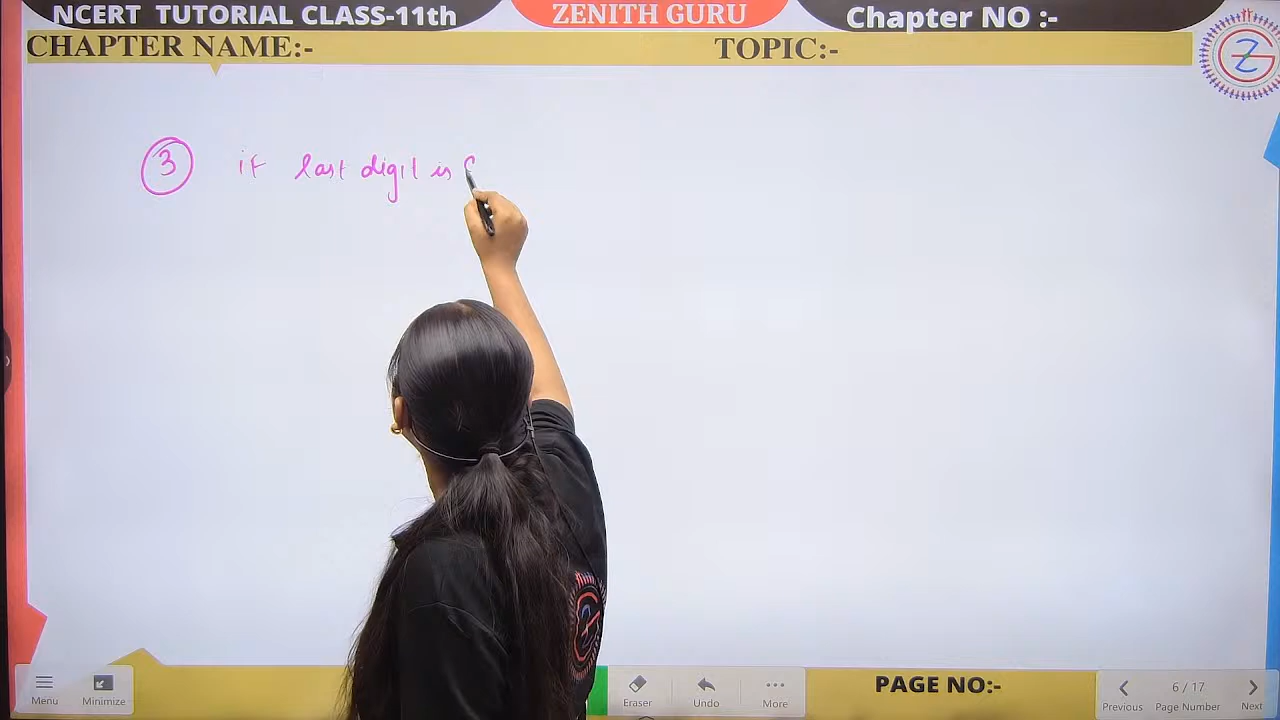 NCERT TUTORIAL CLASS-11th
ZENITH GURU
Chapter NO :-
CHAPTER NAME:-
TOPIC:-
3 if last digit is
Menu
Minimize
Eraser
Undo
More
PAGE NO:-
Previous
6 / 17
Page Number
Next